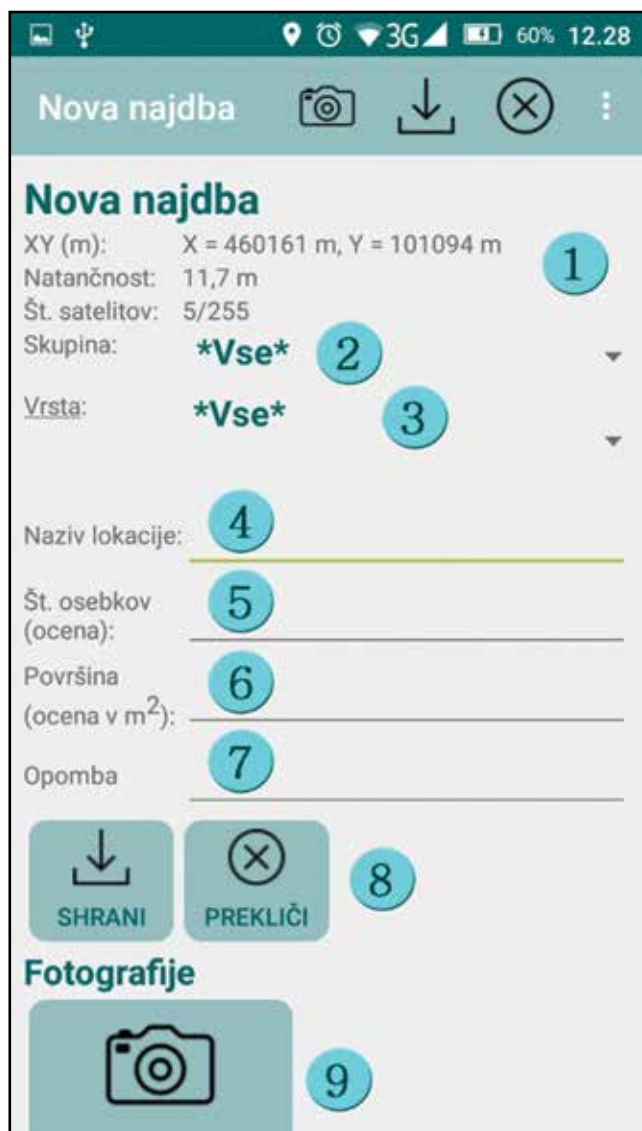 3G 60% 12.28
Nova najdba
Nova najdba
XY (m): X = 460161 m, Y = 101094 m 1
Natančnost: 11,7 m
Št. satelitov: 5/255
Skupina: *Vse* 2
Vrsta: *Vse* 3
Naziv lokacije: 4
Št. osebkov
(ocena): 5
Površina
(ocena v m²): 6
Opomba 7
SHRANI PREKLIČI 8
Fotografije
9